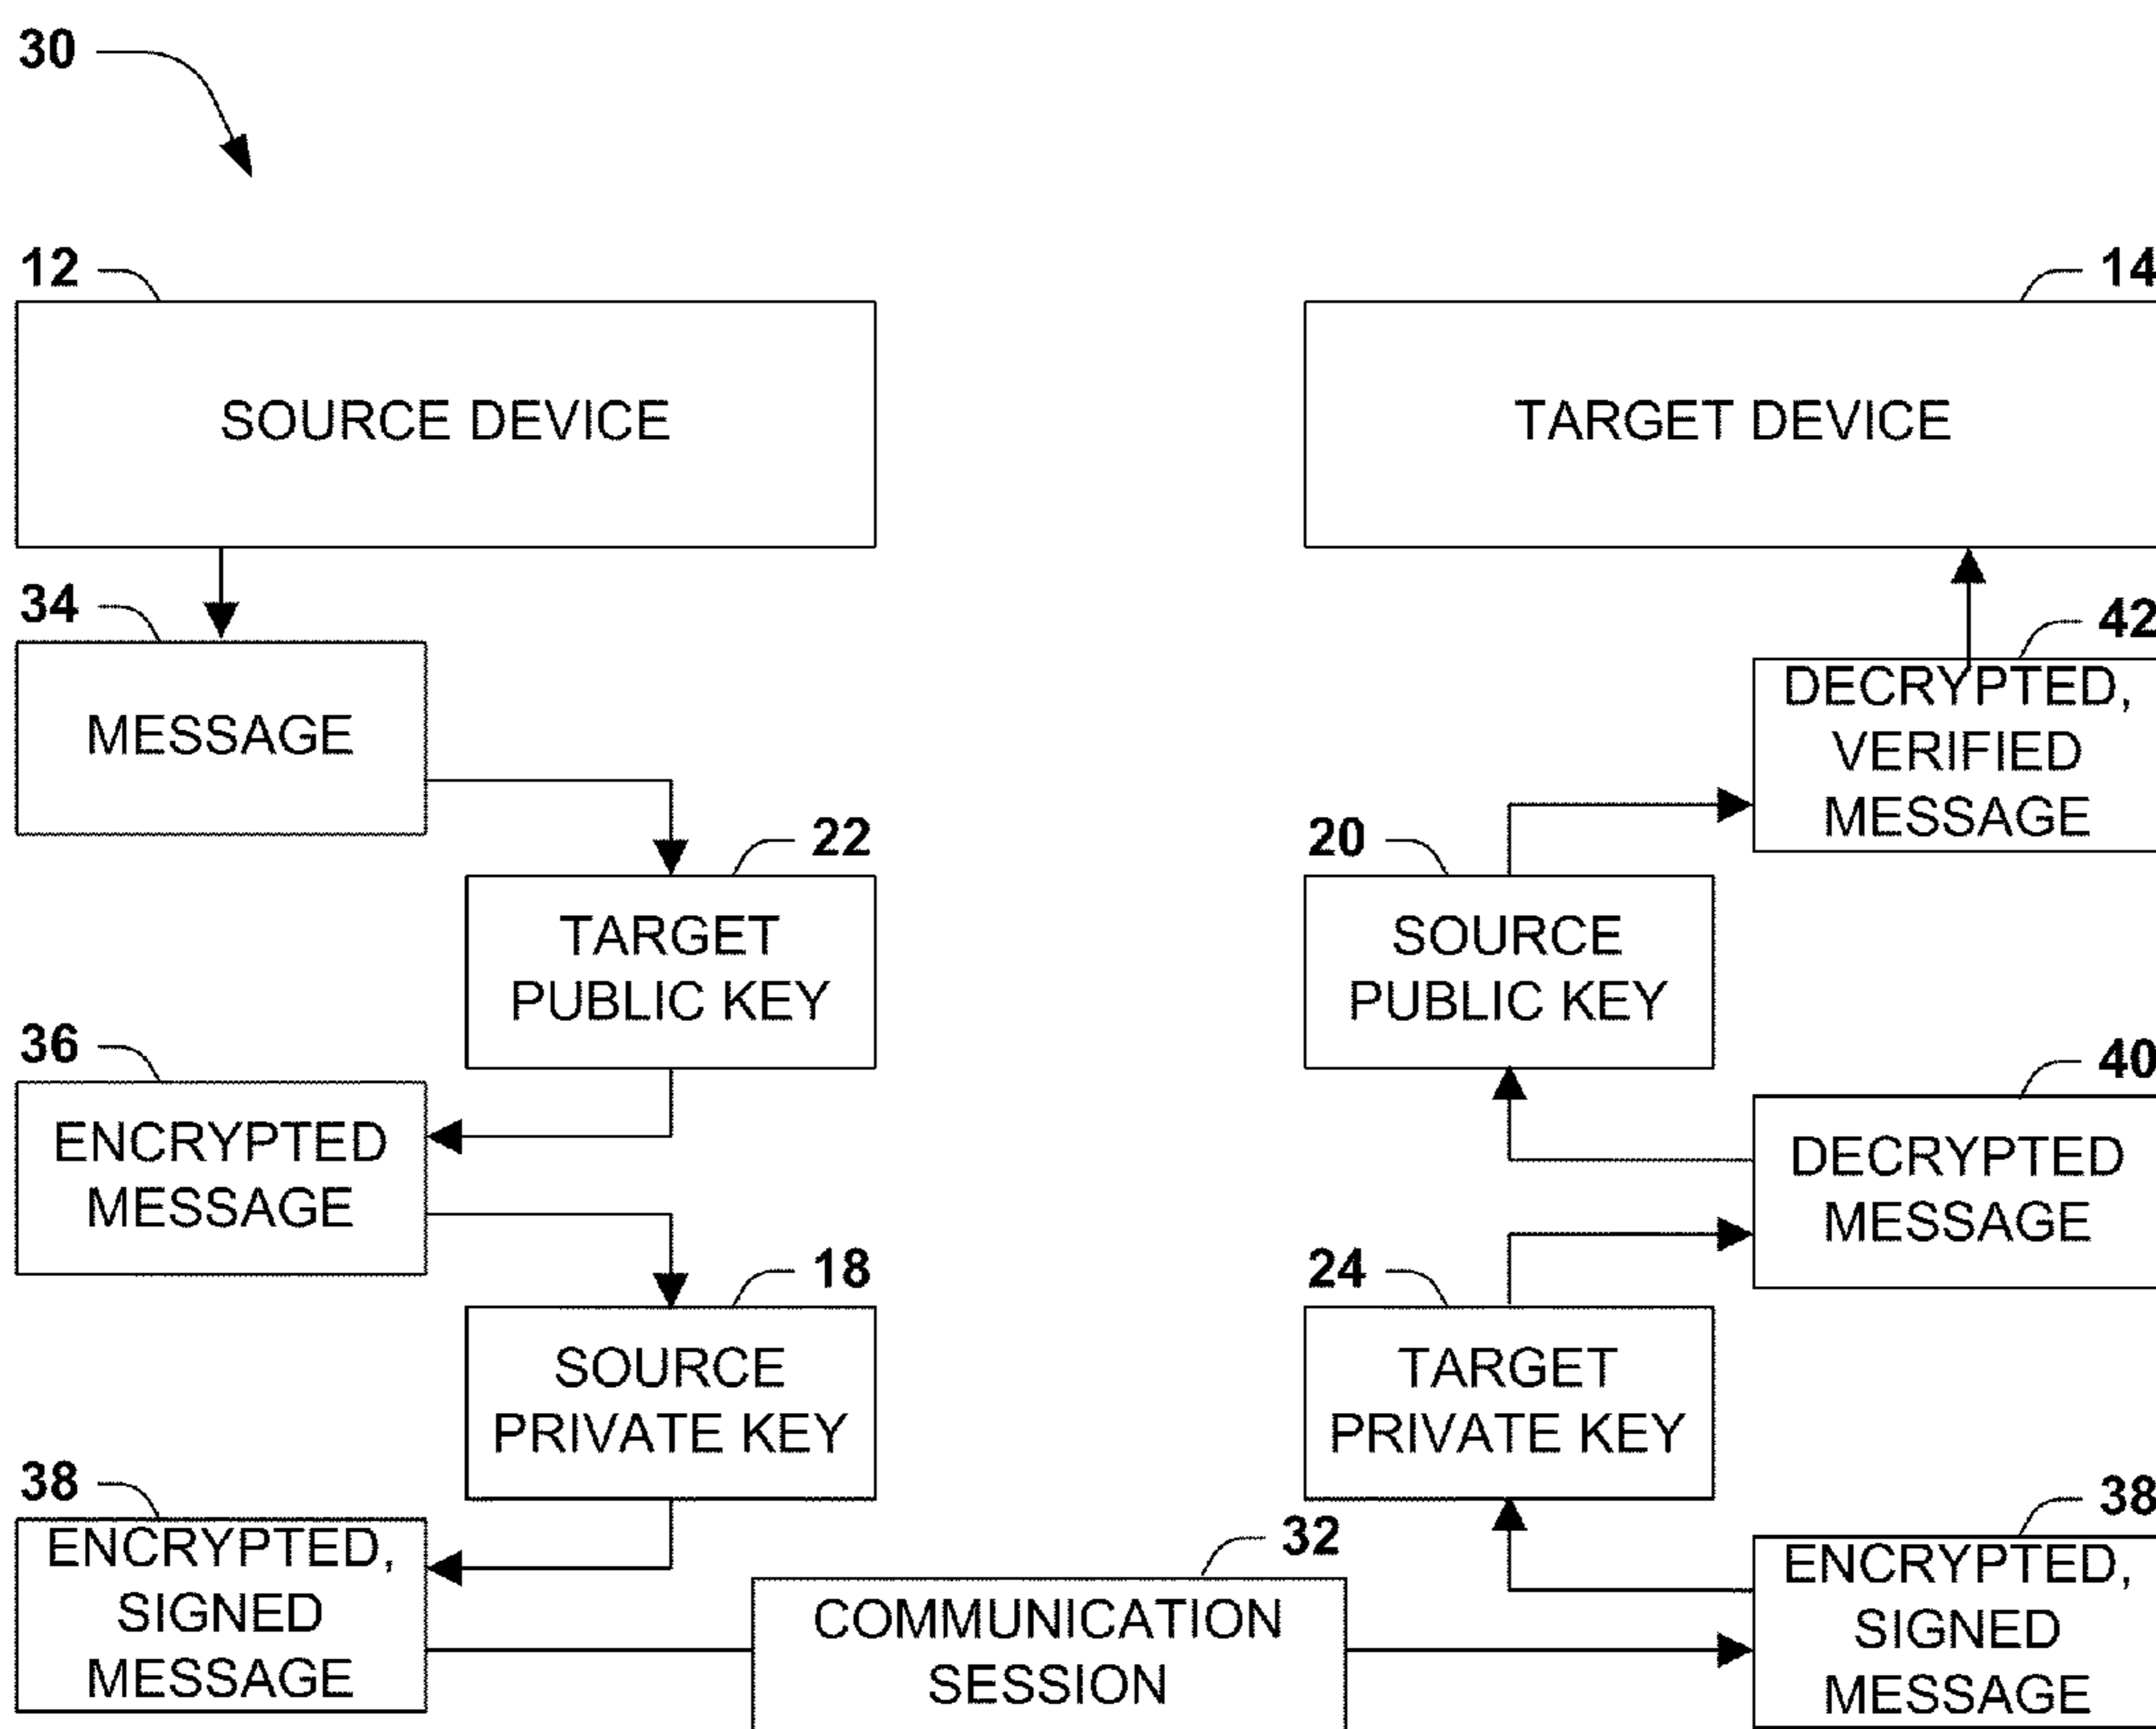 30
12
14
SOURCE DEVICE
TARGET DEVICE
34
42
MESSAGE
DECRYPTED,
VERIFIED
MESSAGE
22
20
TARGET
PUBLIC KEY
SOURCE
PUBLIC KEY
36
40
ENCRYPTED
MESSAGE
DECRYPTED
MESSAGE
18
24
SOURCE
PRIVATE KEY
TARGET
PRIVATE KEY
38
38
ENCRYPTED,
SIGNED
MESSAGE
32
COMMUNICATION
SESSION
ENCRYPTED,
SIGNED
MESSAGE